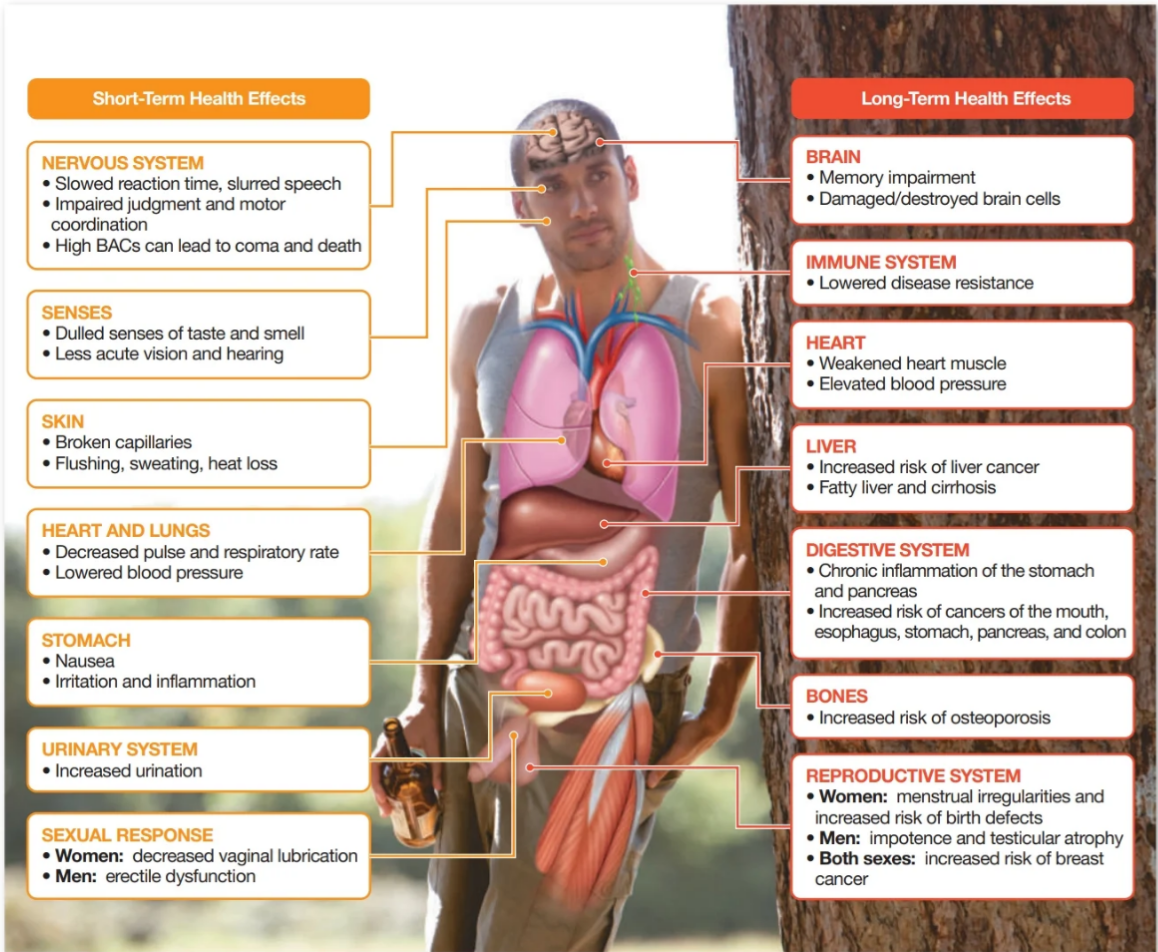 Short-Term Health Effects
NERVOUS SYSTEM
• Slowed reaction time, slurred speech
• Impaired judgment and motor
coordination
• High BACs can lead to coma and death
SENSES
• Dulled senses of taste and smell
• Less acute vision and hearing
SKIN
• Broken capillaries
• Flushing, sweating, heat loss
HEART AND LUNGS
• Decreased pulse and respiratory rate
• Lowered blood pressure
STOMACH
• Nausea
• Irritation and inflammation
URINARY SYSTEM
• Increased urination
SEXUAL RESPONSE
• Women: decreased vaginal lubrication
• Men: erectile dysfunction
Long-Term Health Effects
BRAIN
• Memory impairment
• Damaged/destroyed brain cells
IMMUNE SYSTEM
• Lowered disease resistance
HEART
• Weakened heart muscle
• Elevated blood pressure
LIVER
• Increased risk of liver cancer
• Fatty liver and cirrhosis
DIGESTIVE SYSTEM
• Chronic inflammation of the stomach
and pancreas
• Increased risk of cancers of the mouth,
esophagus, stomach, pancreas, and colon
BONES
• Increased risk of osteoporosis
REPRODUCTIVE SYSTEM
• Women: menstrual irregularities and
increased risk of birth defects
• Men: impotence and testicular atrophy
• Both sexes: increased risk of breast
cancer